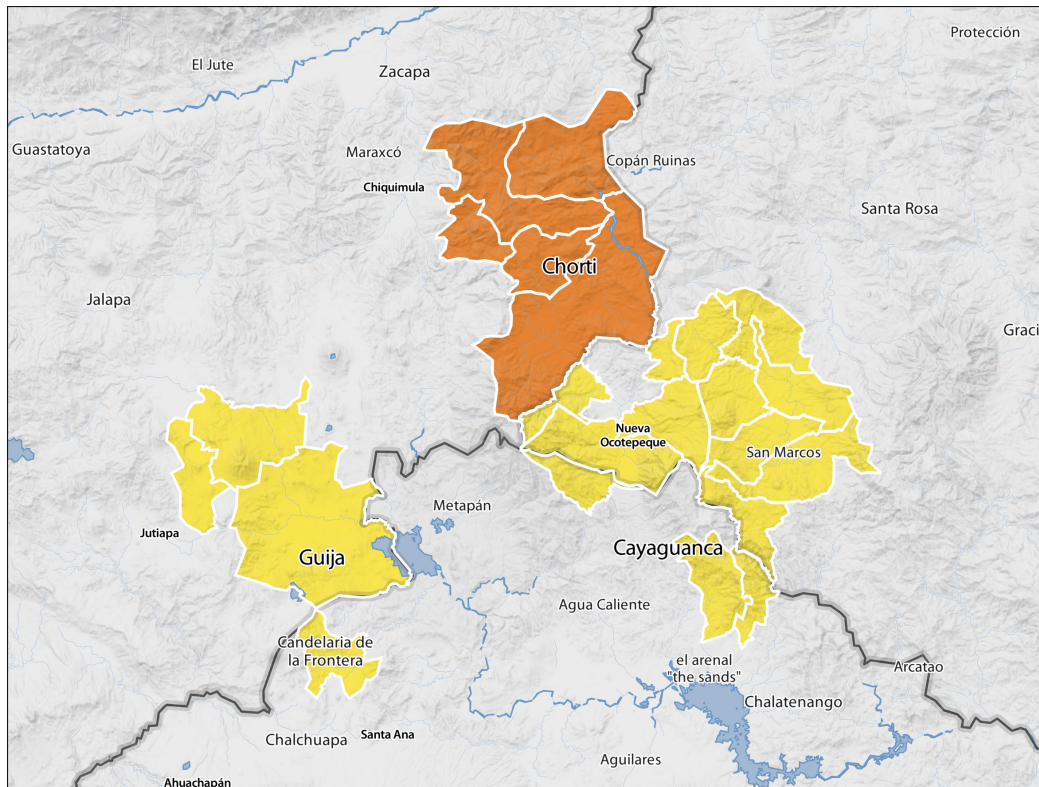 Protección
El Jute
Zacapa
Guastatoya
Maraxcó
Copán Ruinas
Chiquimula
Santa Rosa
Chorti
Jalapa
Graci
Nueva
Ocotepeque
San Marcos
Metapán
Jutiapa
Guija
Cayaguanca
Agua Caliente
Candelaria de
la Frontera
el arenal
"the sands"
Arcatao
Chalatenango
Santa Ana
Chalchuapa
Aguilares
Ahuachapán